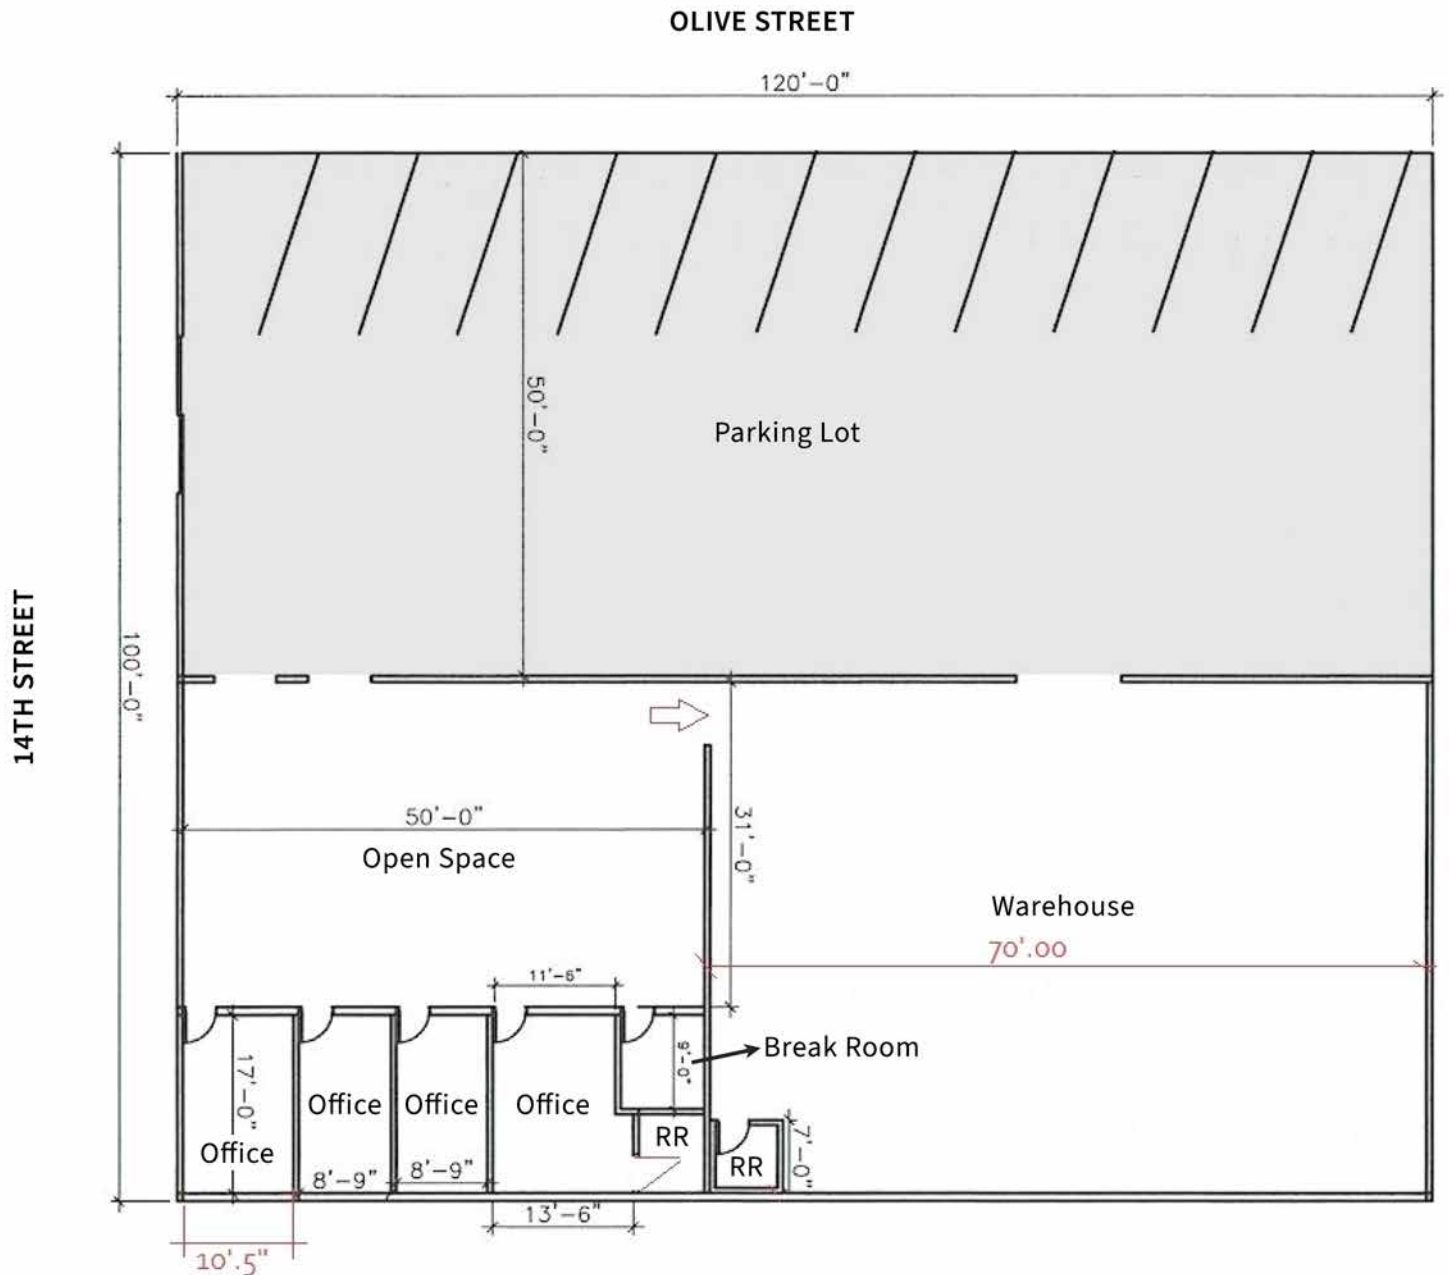 OLIVE STREET
120'-0"
50'-0"
Parking Lot
14TH STREET
100'-0"
50'-0"
Open Space
31'-0"
Warehouse
70'.00
11'-6"
9'-0"
Break Room
17'-0"
Office
Office
Office
Office
RR
RR
7'-0"
8'-9"
8'-9"
13'-6"
10'.5"